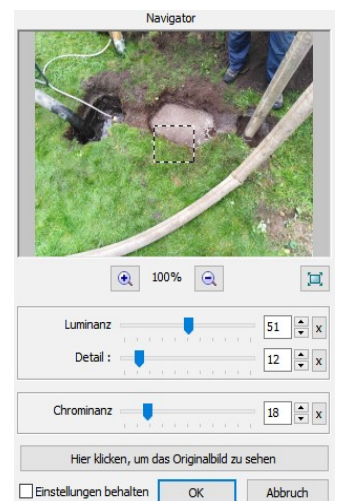 Navigator
100%
Luminanz 51 x
Detail : 12 x
Chrominanz 18 x
Hier klicken, um das Originalbild zu sehen
Einstellungen behalten OK Abbruch